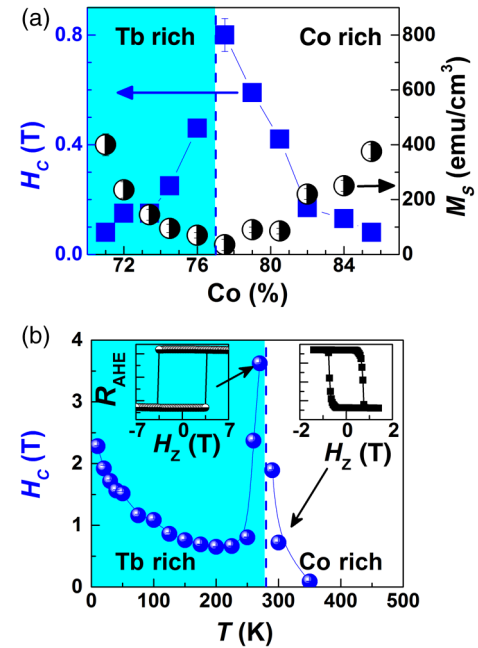 (a)
Tb rich
Co rich
H_C (T)
0.8
0.4
0.0
M_S (emu/cm³)
800
600
400
200
0
72 76 80 84
Co (%)
(b)
H_C (T)
4
3
2
1
0
R_AHE
-7 0 7
H_Z (T)
-2 0 2
H_Z (T)
Tb rich
Co rich
0 100 200 300 400 500
T (K)